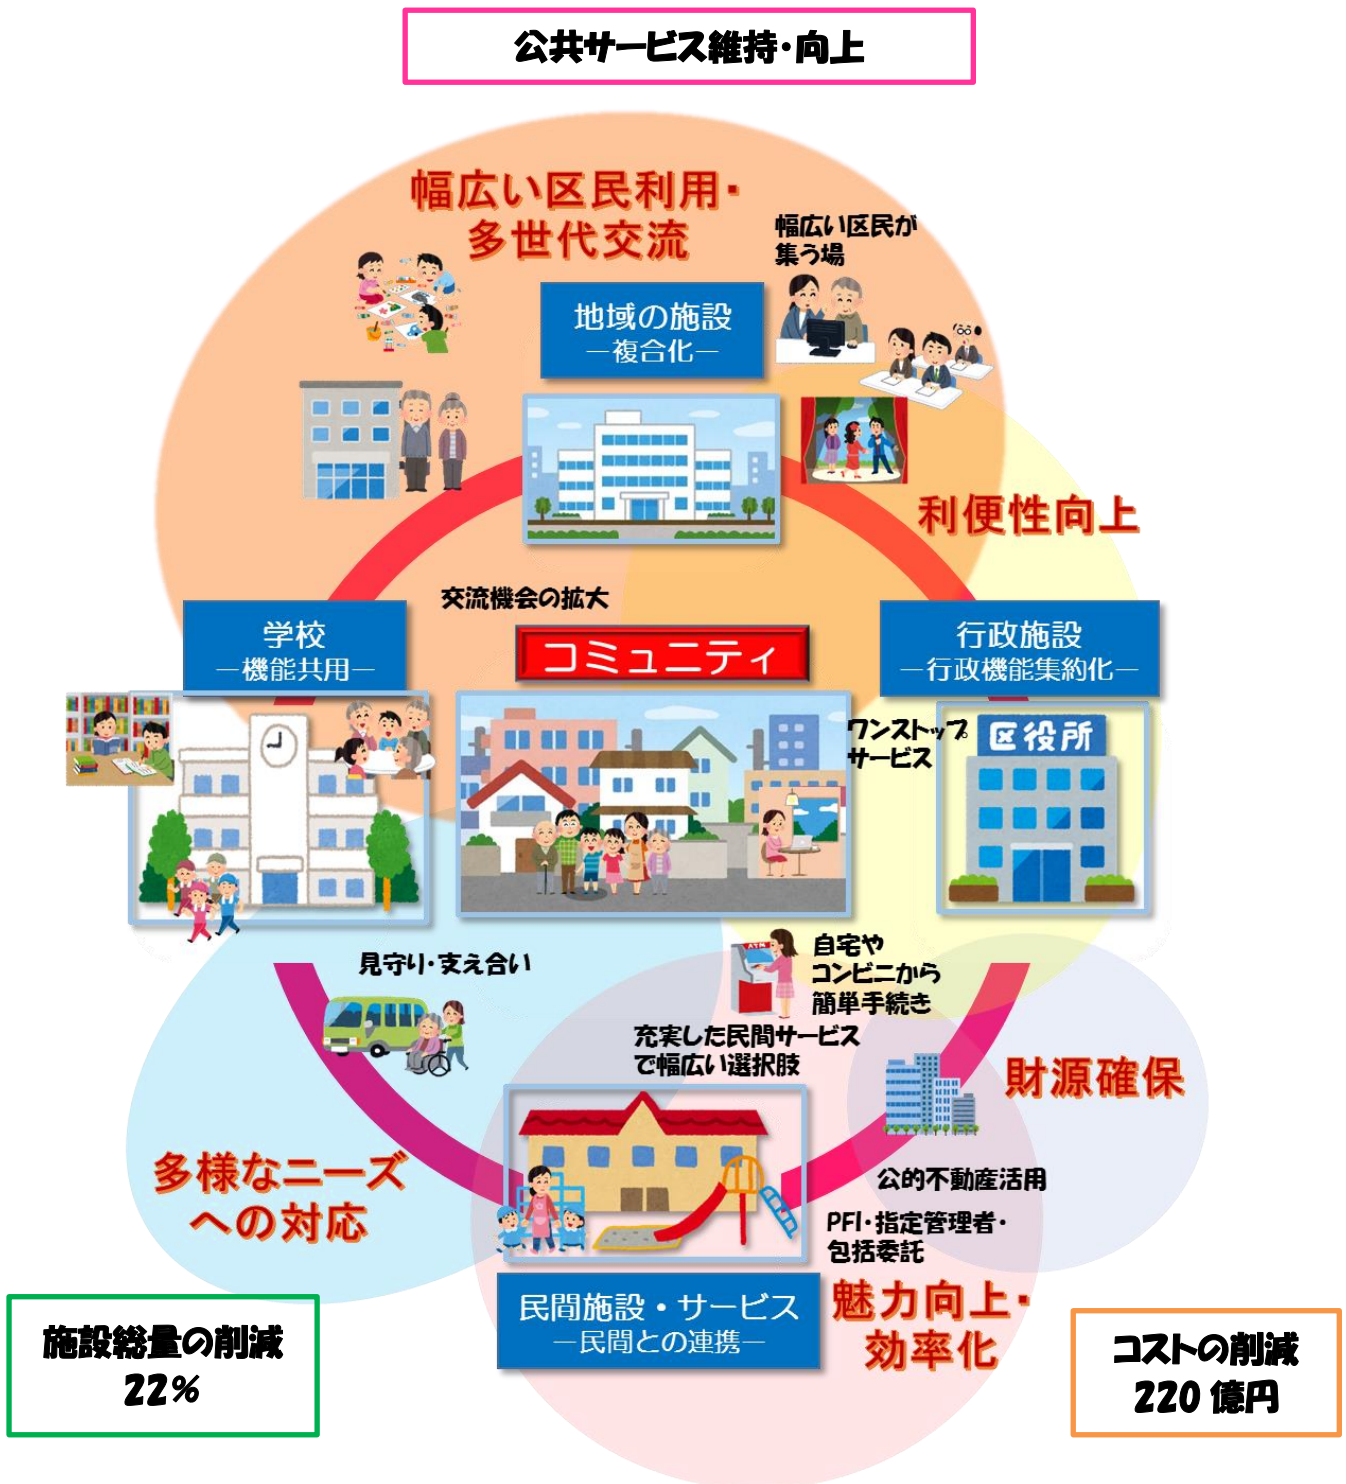 公共サービス維持・向上
幅広い区民利用・
多世代交流
幅広い区民が
集う場
地域の施設
―複合化―
利便性向上
交流機会の拡大
学校
―機能共用―
コミュニティ
行政施設
―行政機能集約化―
ワンストップ
サービス
区役所
見守り・支え合い
ATM
自宅や
コンビニから
簡単手続き
充実した民間サービス
で幅広い選択肢
財源確保
多様なニーズ
への対応
公的不動産活用
PFI・指定管理者・
包括委託
民間施設・サービス
―民間との連携―
魅力向上・
効率化
施設総量の削減
22%
コストの削減
220 億円